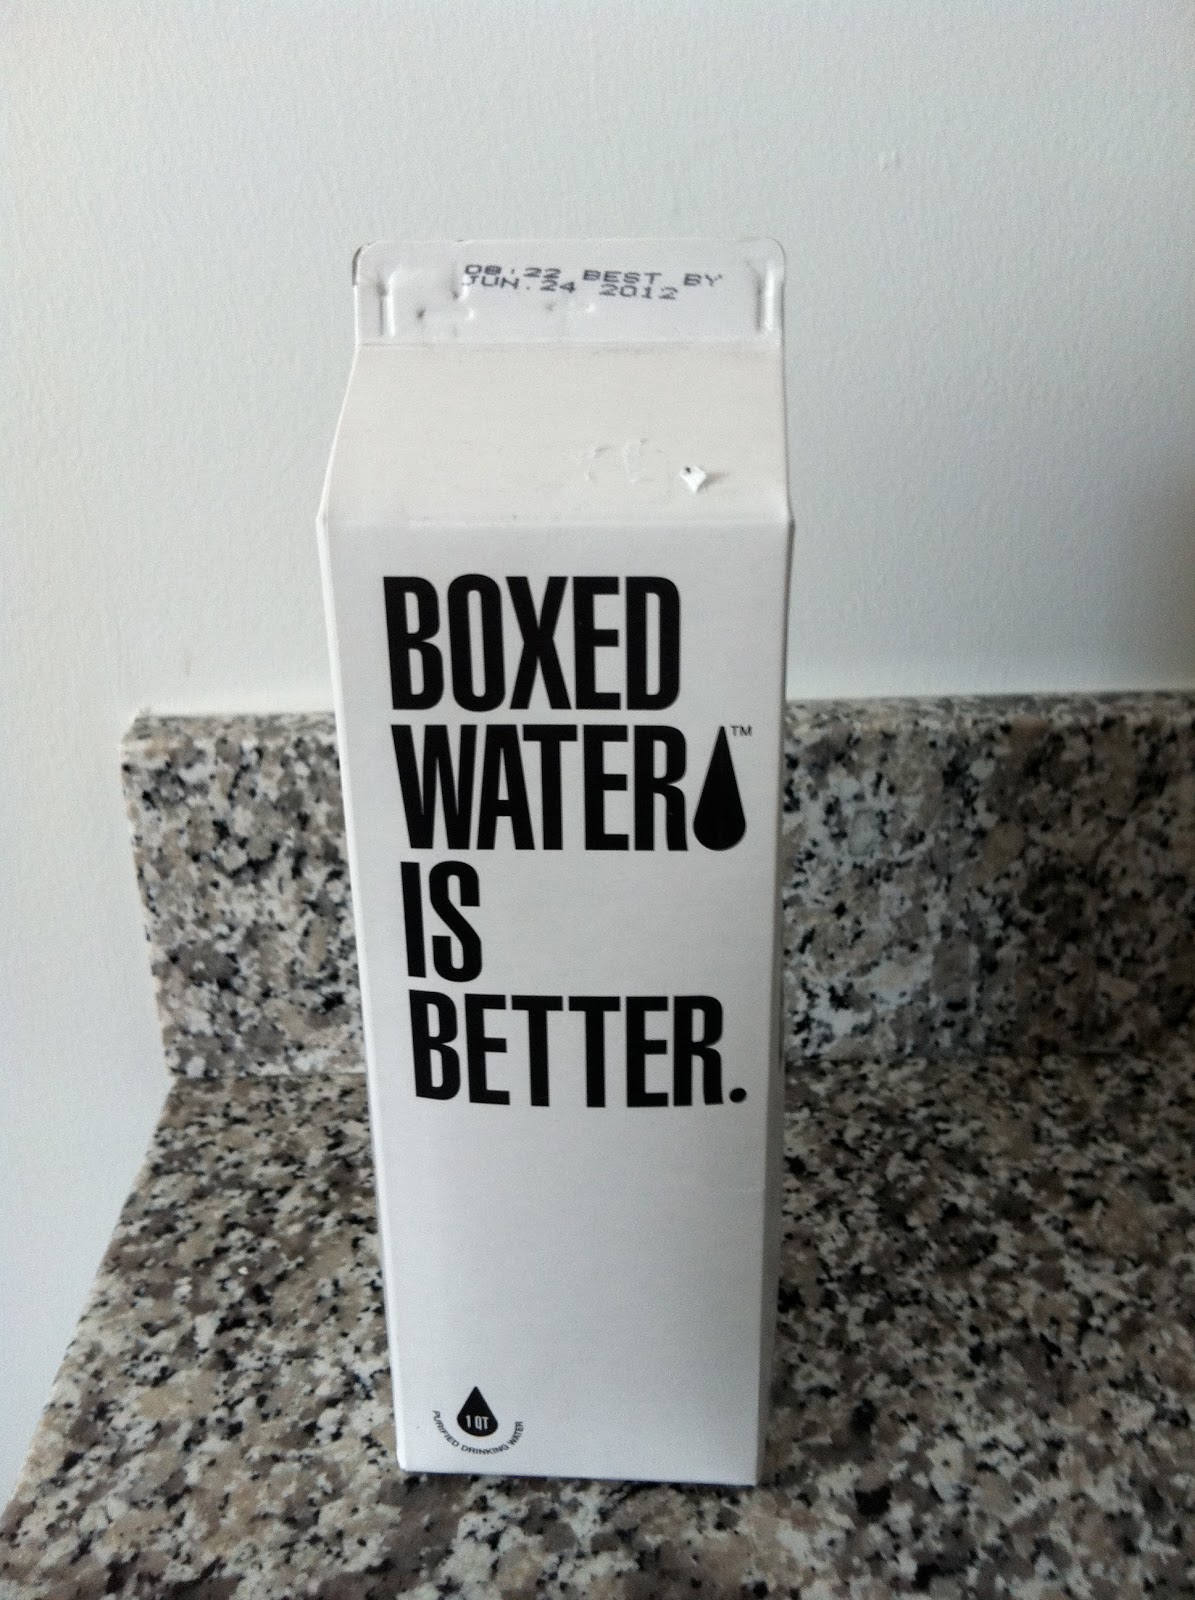 08:22 BEST BY
JUN.24 2012
BOXED
WATER™
IS
BETTER.
1 QT
PURIFIED DRINKING WATER